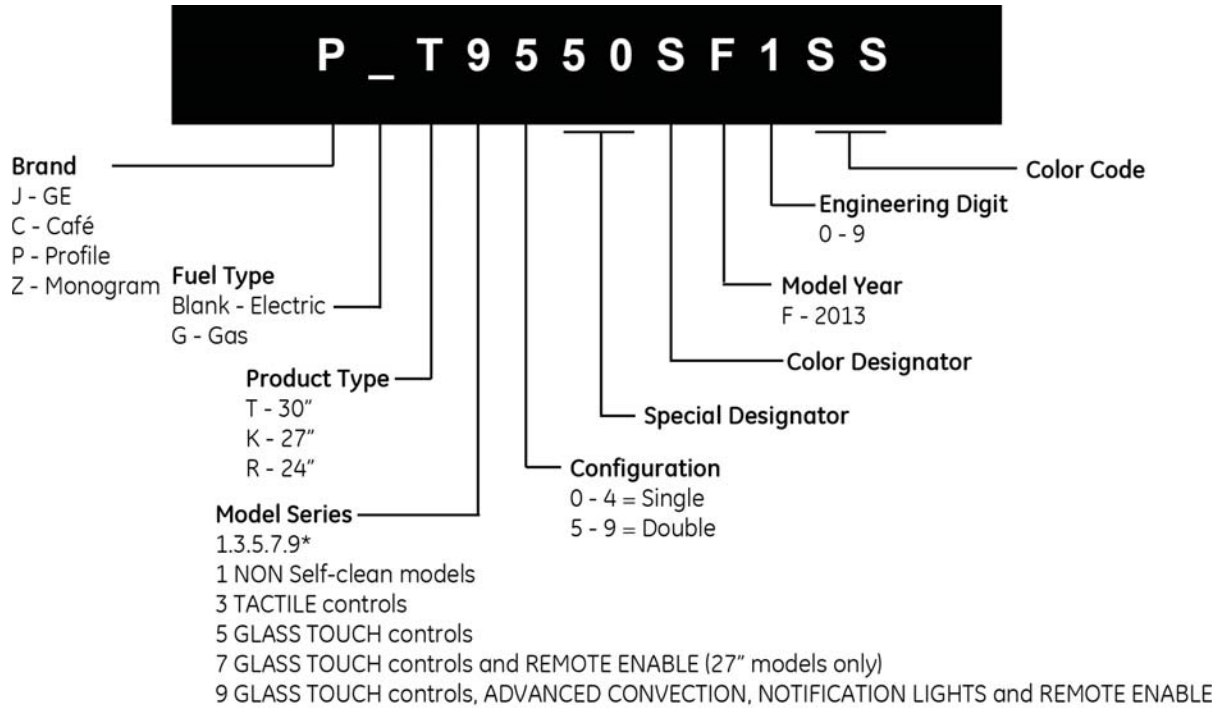 P _ T 9 5 5 0 S F 1 S S
Brand
J - GE
C - Café
P - Profile
Z - Monogram
Fuel Type
Blank - Electric
G - Gas
Product Type
T - 30″
K - 27″
R - 24″
Model Series
1.3.5.7.9*
1 NON Self-clean models
3 TACTILE controls
5 GLASS TOUCH controls
7 GLASS TOUCH controls and REMOTE ENABLE (27″ models only)
9 GLASS TOUCH controls, ADVANCED CONVECTION, NOTIFICATION LIGHTS and REMOTE ENABLE
Configuration
0 - 4 = Single
5 - 9 = Double
Special Designator
Color Designator
Model Year
F - 2013
Engineering Digit
0 - 9
Color Code